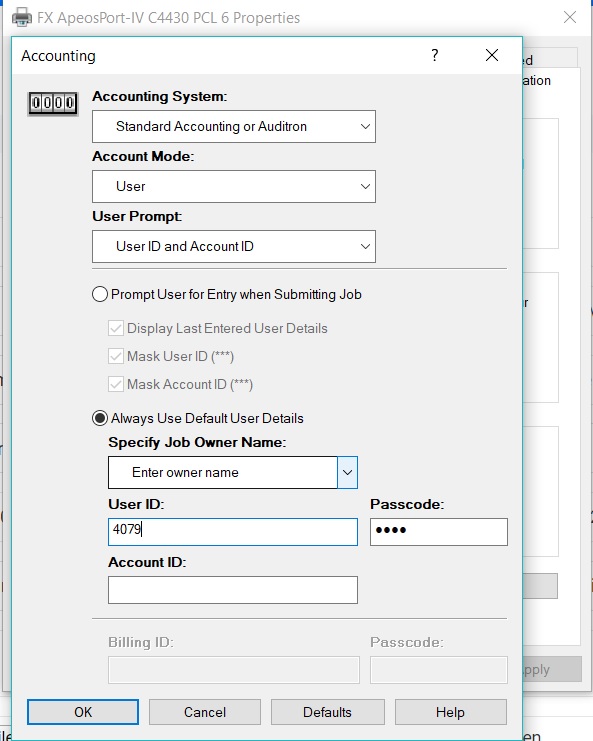 FX ApeosPort-IV C4430 PCL 6 Properties
Accounting
?
ed
ation
0000
Accounting System:
Standard Accounting or Auditron
Account Mode:
User
User Prompt:
User ID and Account ID
r
Prompt User for Entry when Submitting Job
Display Last Entered User Details
Mask User ID (***)
Mask Account ID (***)
Always Use Default User Details
Specify Job Owner Name:
Enter owner name
User ID: Passcode:
4079 ••••
Account ID:
Billing ID: Passcode:
pply
OK Cancel Defaults Help
en